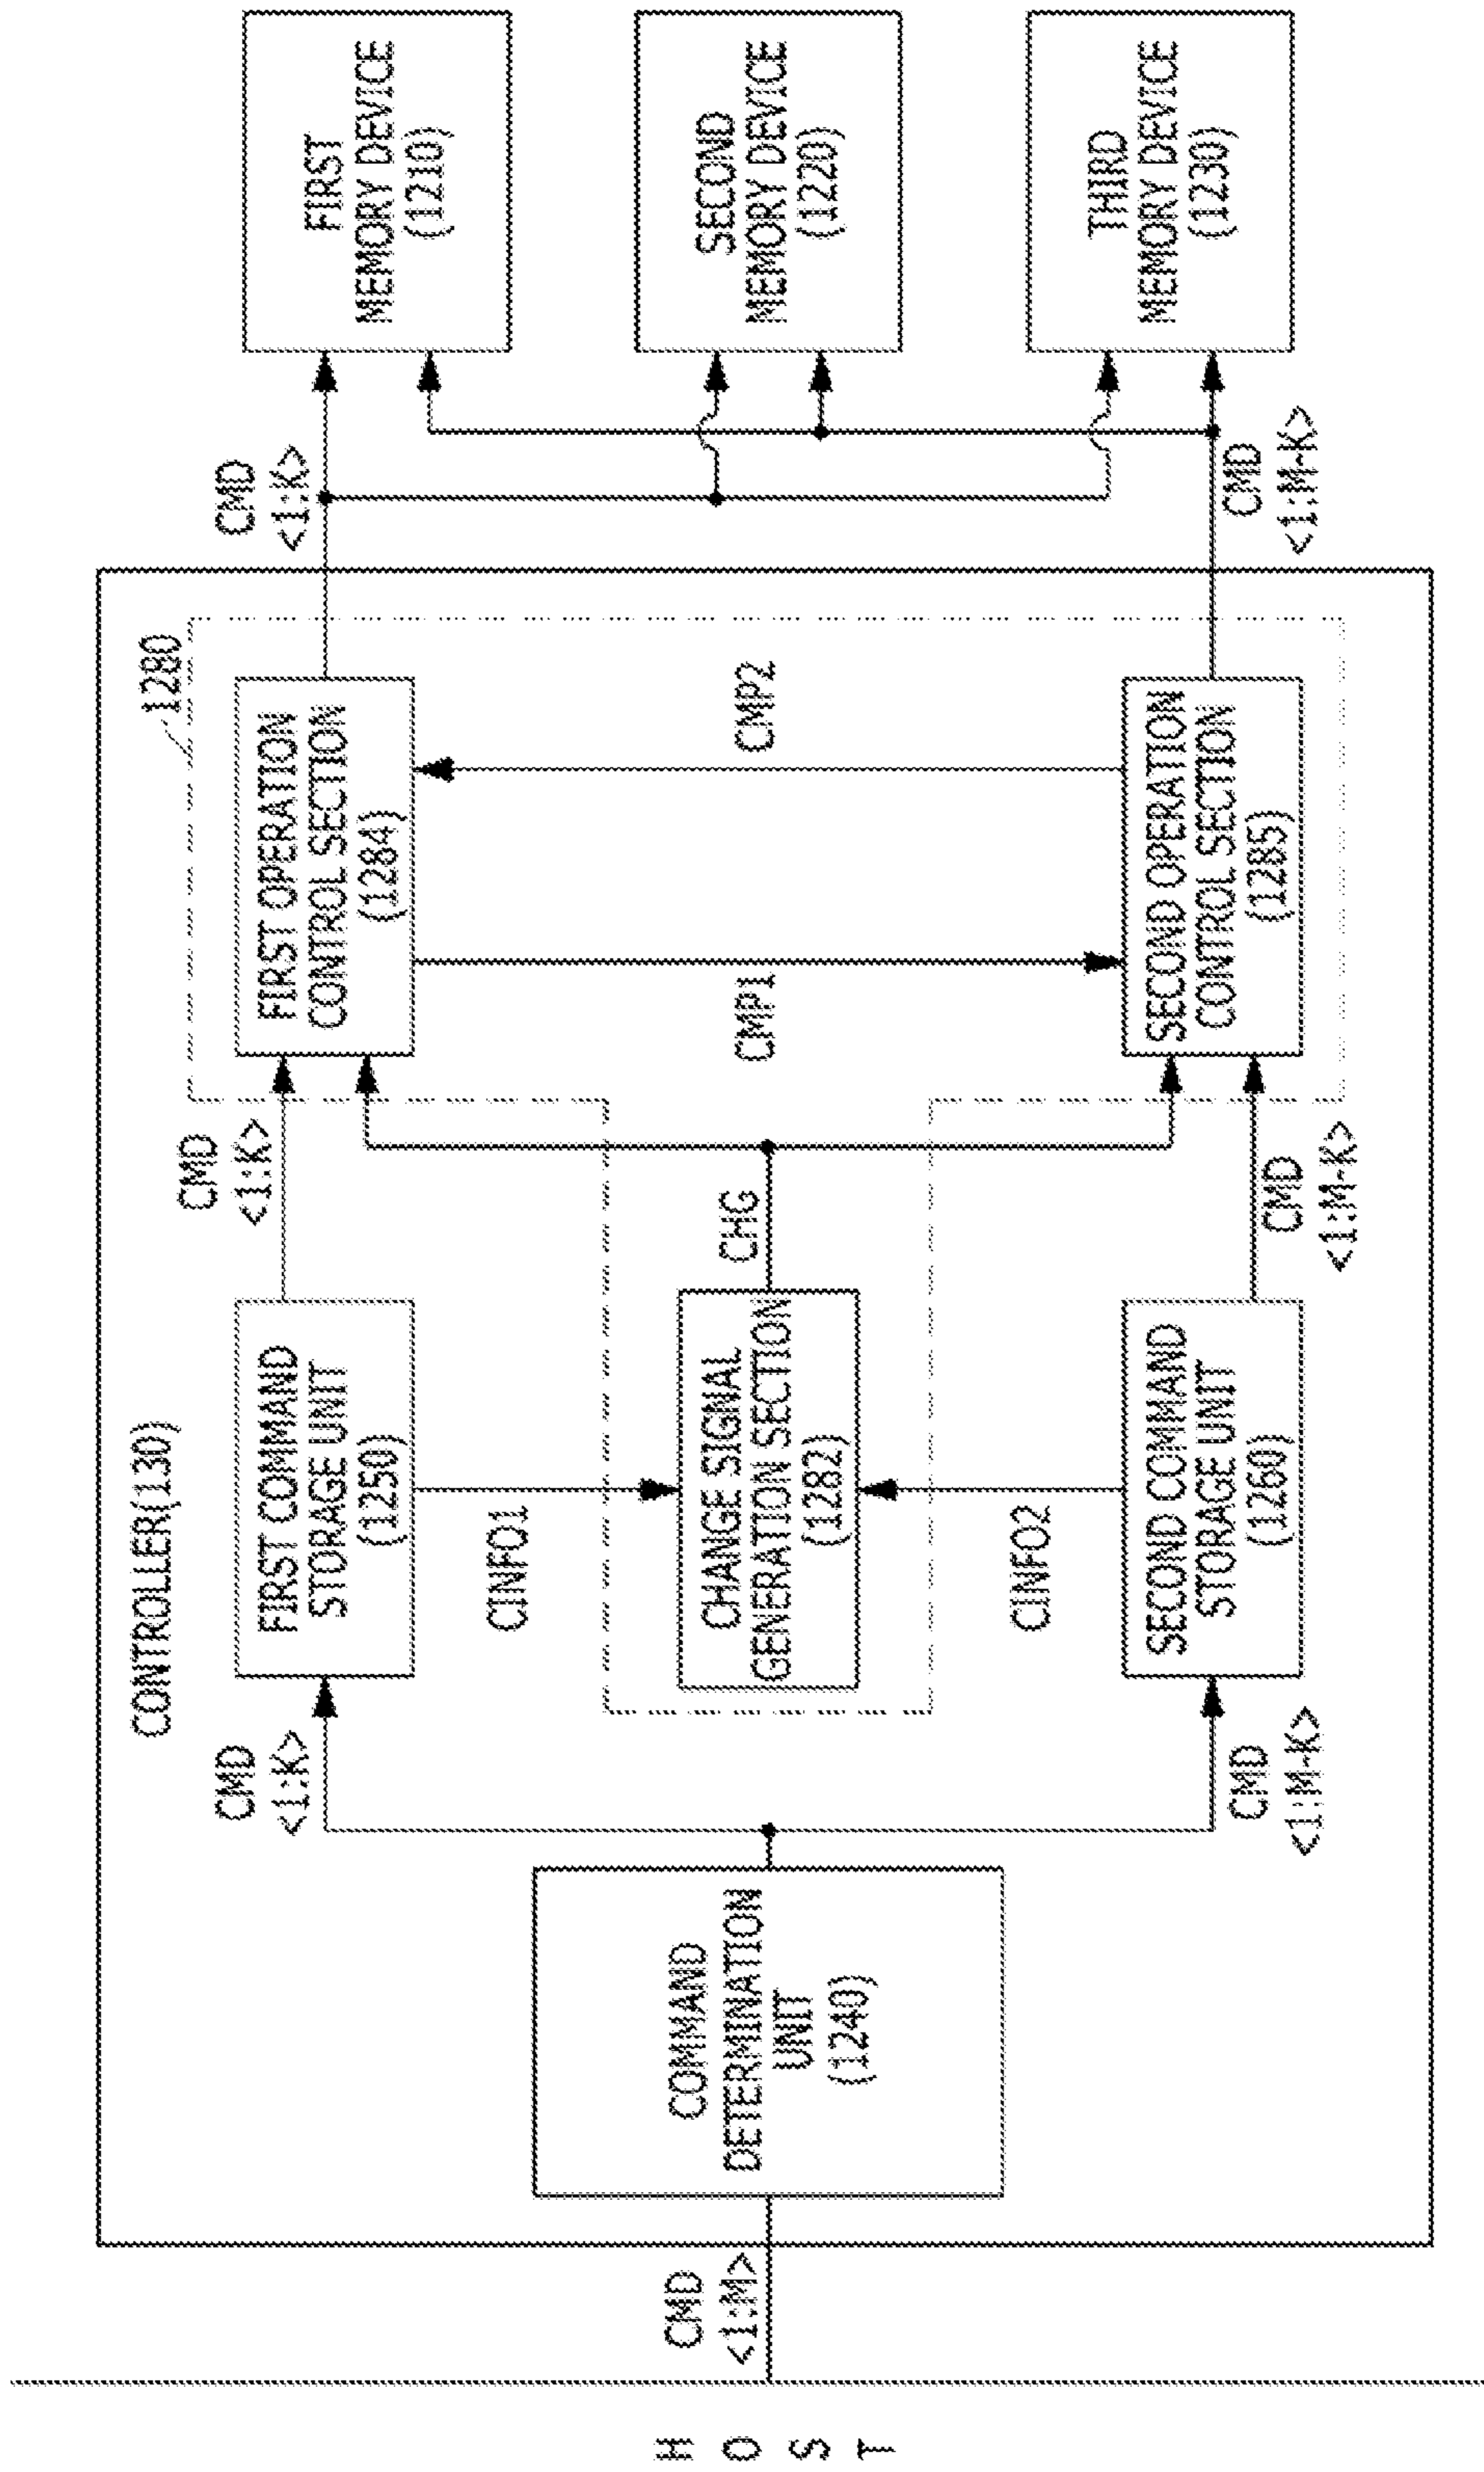 HOST
CMD
<1:M>
CONTROLLER(130)
COMMAND
DETERMINATION
UNIT
(1240)
CMD
<1:K>
CMD
<1:M-K>
FIRST COMMAND
STORAGE UNIT
(1250)
CINFO1
CHANGE SIGNAL
GENERATION SECTION
(1282)
CINFO2
SECOND COMMAND
STORAGE UNIT
(1260)
CMD
<1:K>
CHG
CMD
<1:M-K>
1280
FIRST OPERATION
CONTROL SECTION
(1284)
CMP1
CMP2
SECOND OPERATION
CONTROL SECTION
(1285)
CMD
<1:K>
CMD
<1:M-K>
FIRST
MEMORY DEVICE
(1210)
SECOND
MEMORY DEVICE
(1220)
THIRD
MEMORY DEVICE
(1230)